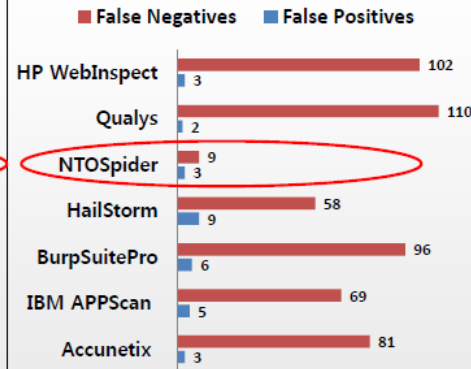 False Negatives False Positives
HP WebInspect 102
3
Qualys 110
2
NTOSpider 9
3
HailStorm 58
9
BurpSuitePro 96
6
IBM APPScan 69
5
Accunetix 81
3